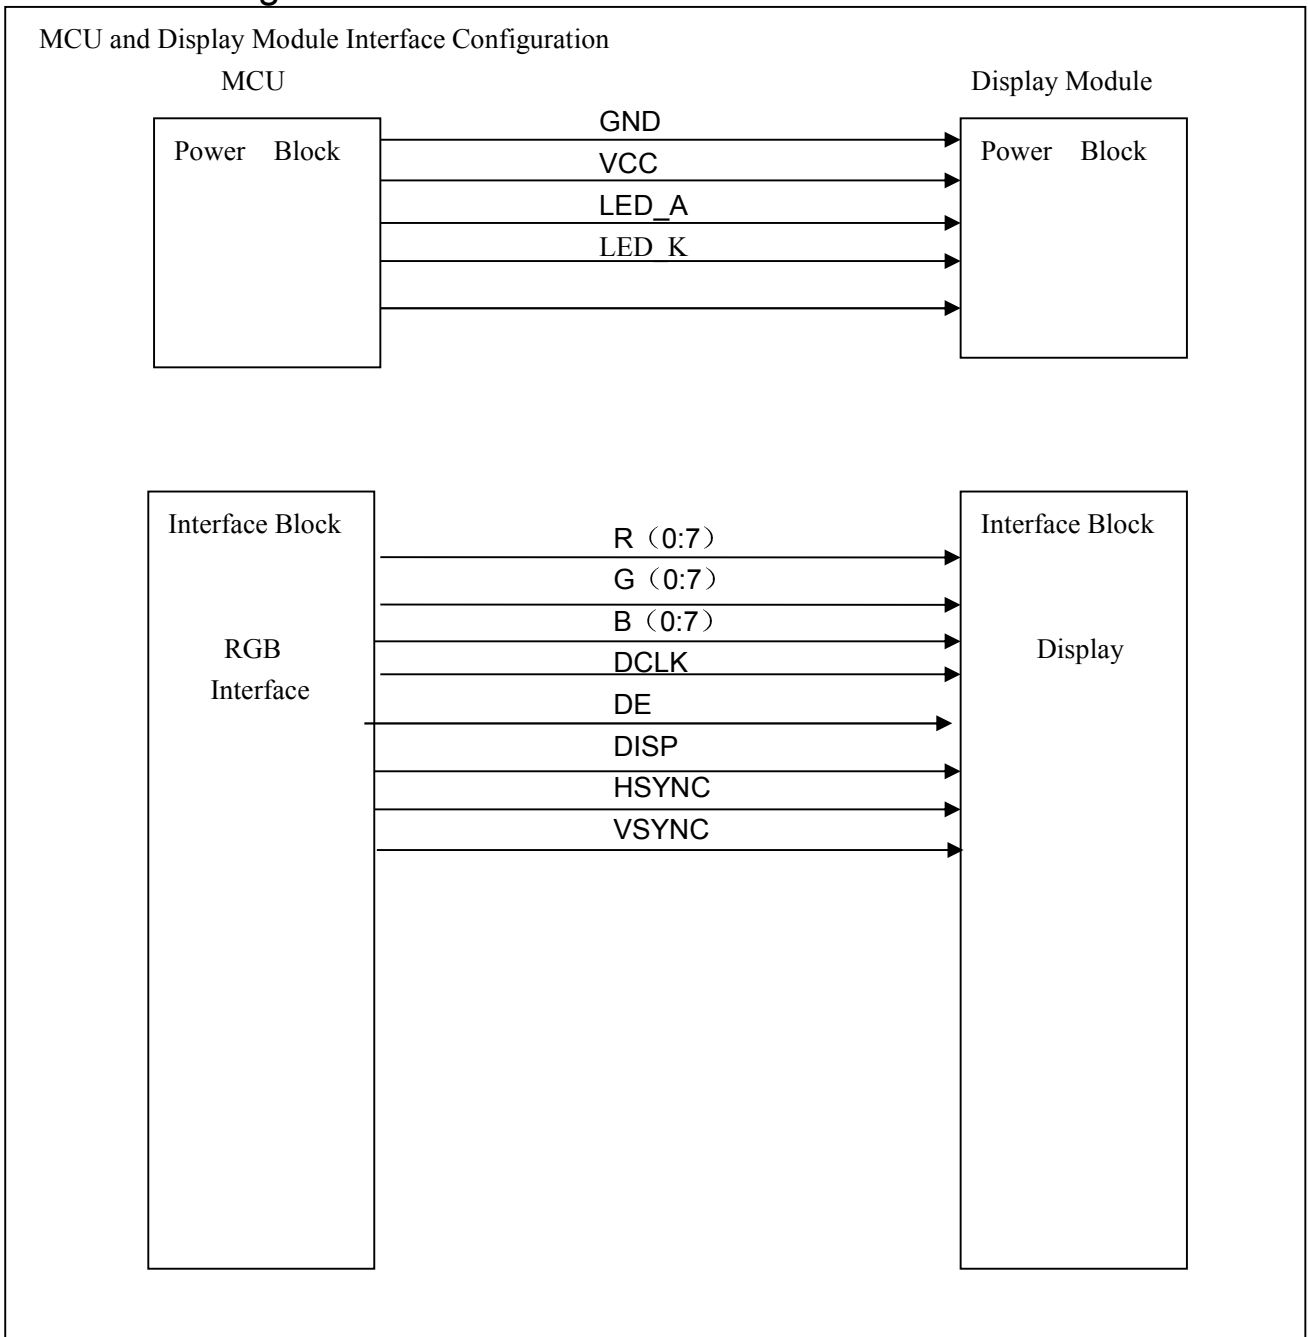 MCU and Display Module Interface Configuration
MCU Display Module
Power Block
GND
VCC
LED_A
LED_K
Power Block
Interface Block
RGB
Interface
R（0:7）
G（0:7）
B（0:7）
DCLK
DE
DISP
HSYNC
VSYNC
Interface Block
Display